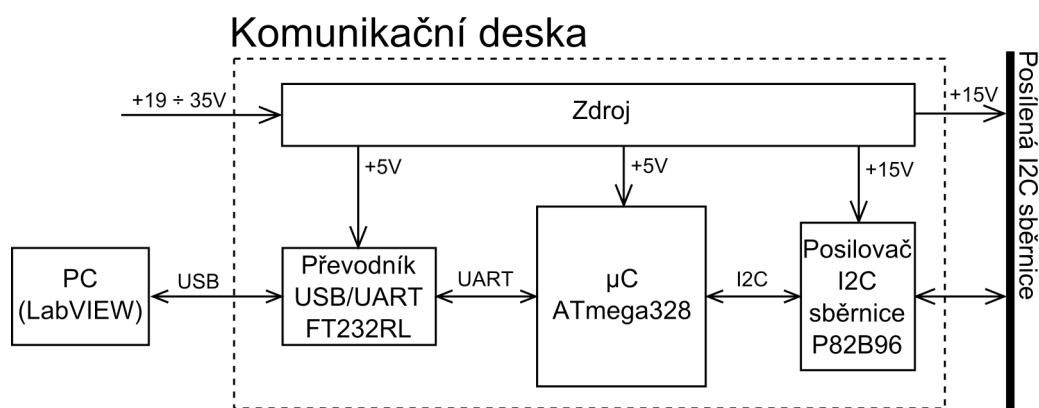 Komunikační deska
+19 ÷ 35V
Zdroj
+15V
+5V
+5V
+15V
PC
(LabVIEW)
USB
Převodník
USB/UART
FT232RL
UART
µC
ATmega328
I2C
Posilovač
I2C
sběrnice
P82B96
Posílená I2C sběrnice